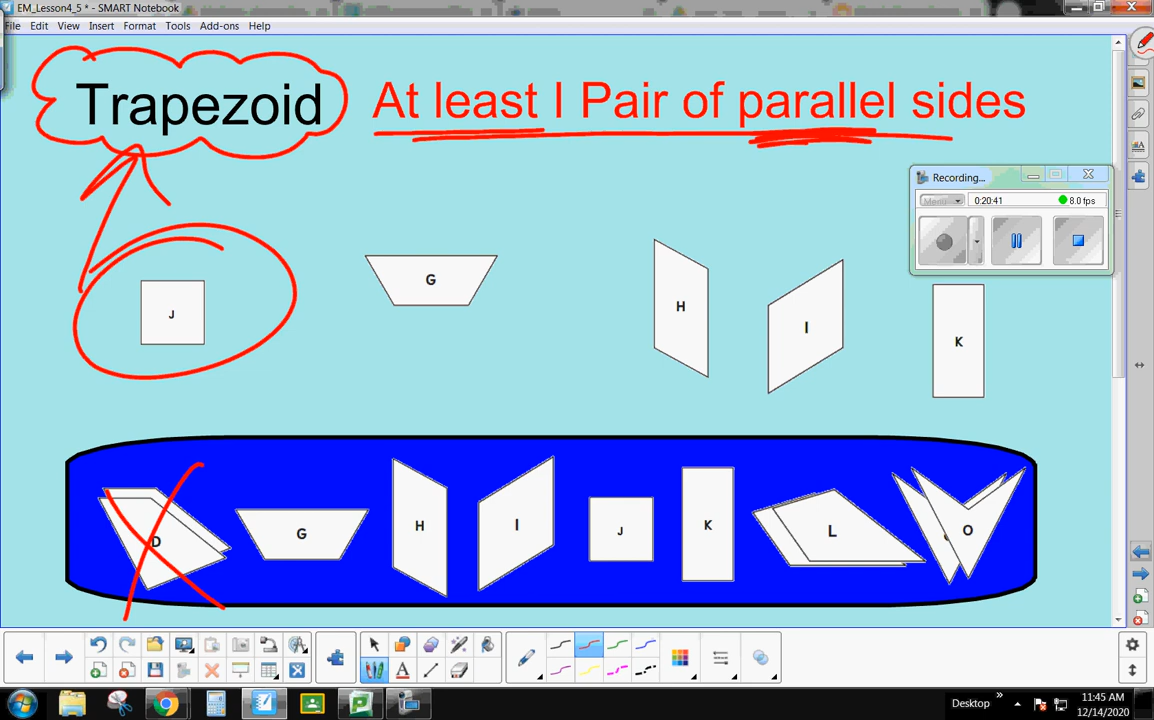 EM_Lesson4_5 * - SMART Notebook
File Edit View Insert Format Tools Add-ons Help
Trapezoid At least I Pair of parallel sides
Recording...
Menu 0:20:41 8.0 fps
J
G
H
I
K
D
G
H
I
J
K
L
O
Desktop
11:45 AM
12/14/2020